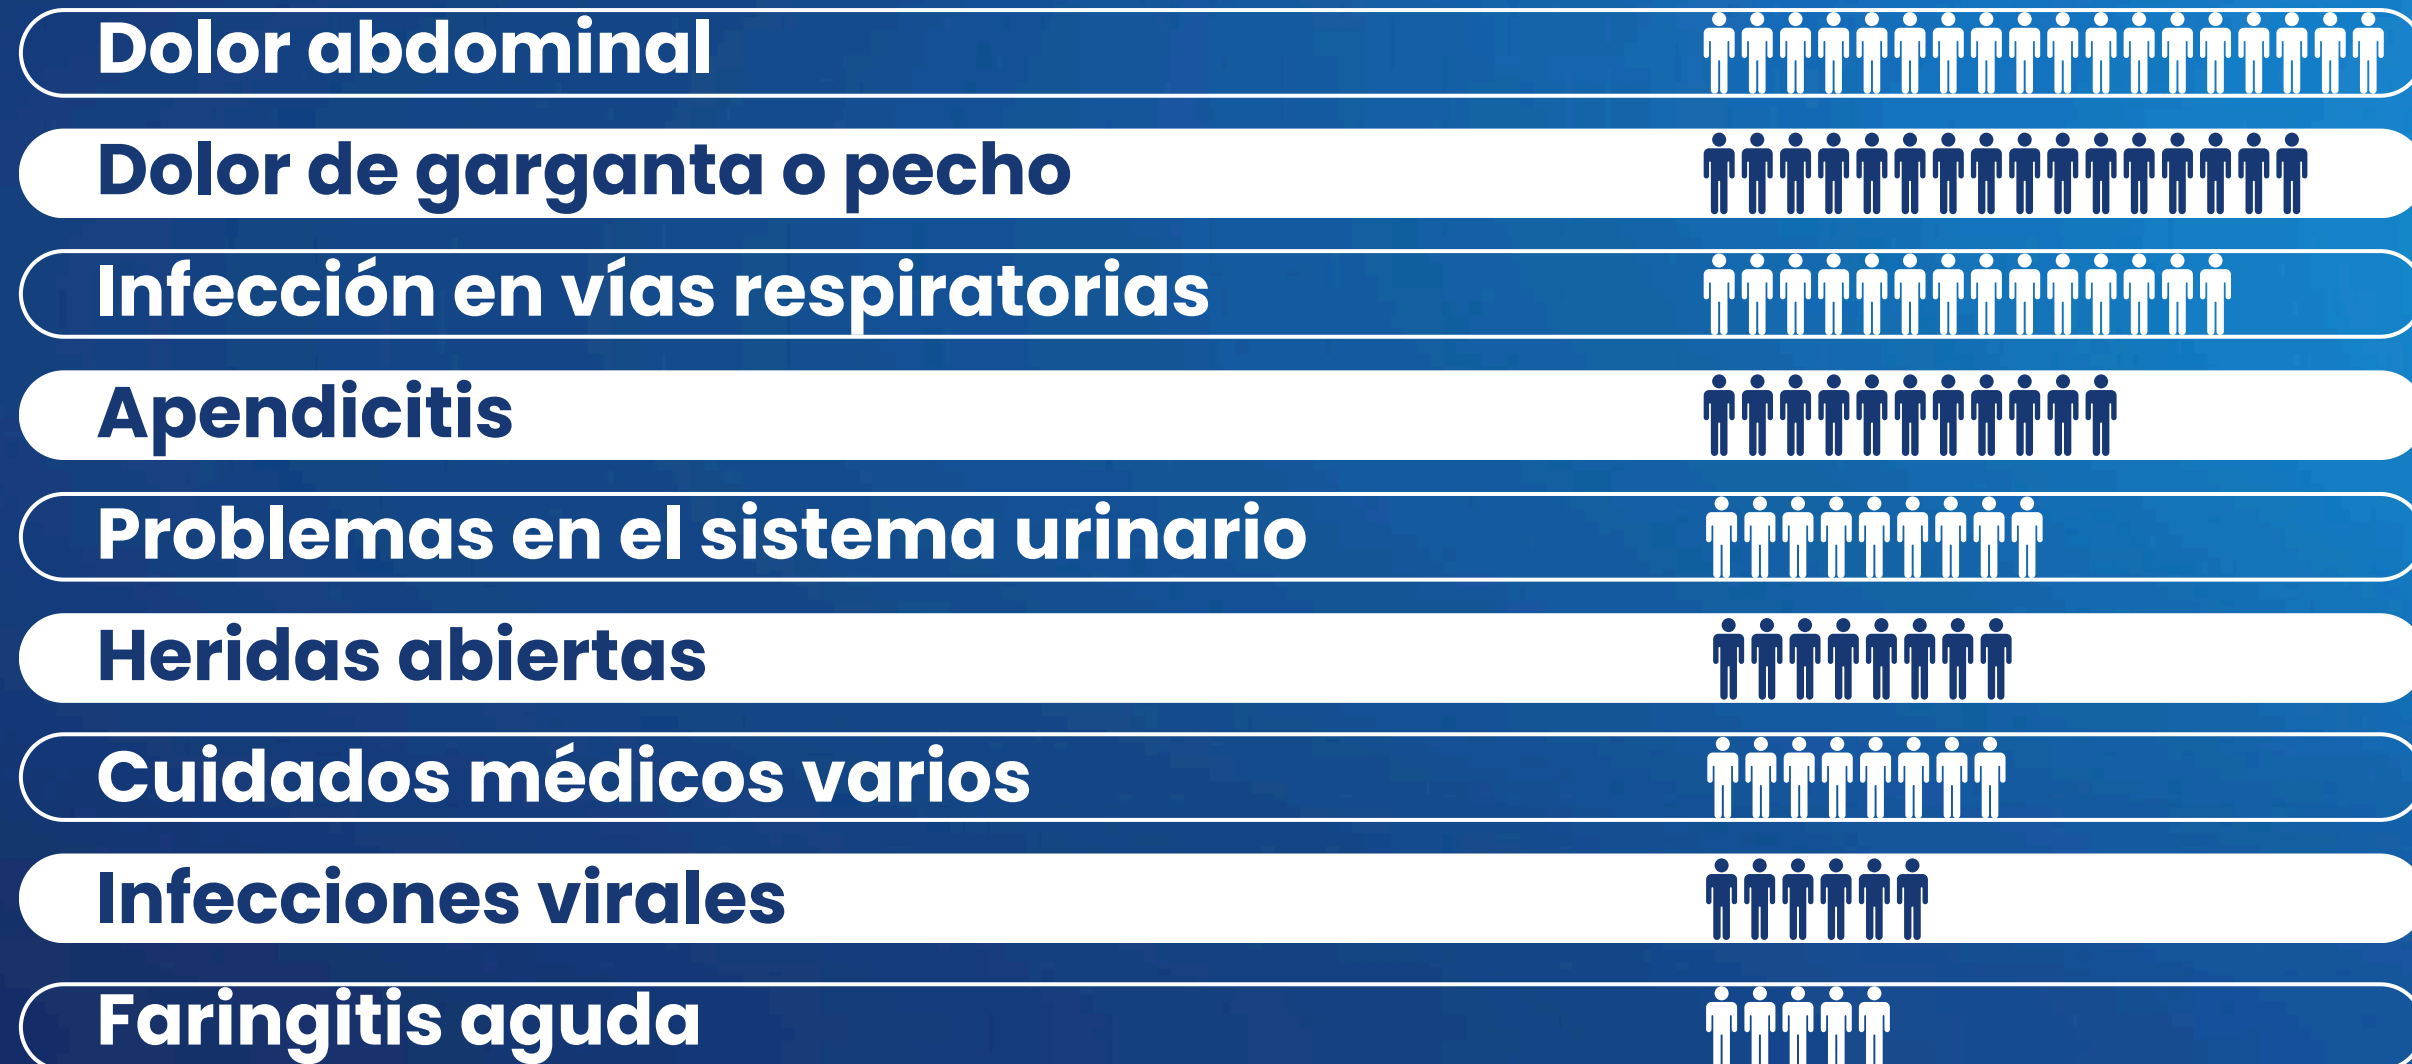 Dolor abdominal
Dolor de garganta o pecho
Infección en vías respiratorias
Apendicitis
Problemas en el sistema urinario
Heridas abiertas
Cuidados médicos varios
Infecciones virales
Faringitis aguda